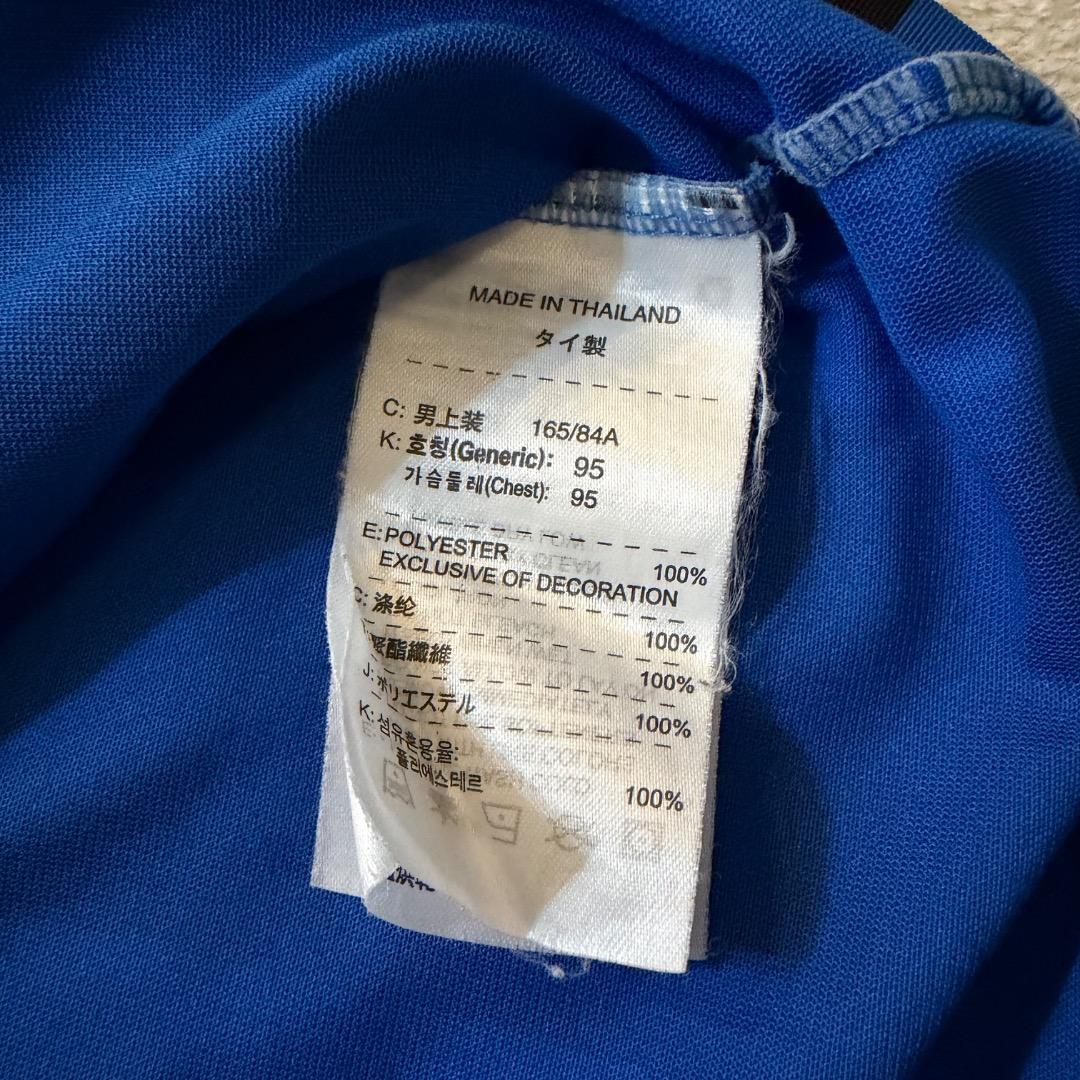 MADE IN THAILAND
タイ製
C: 男上装 165/84A
K: 호칭(Generic): 95
가슴둘레(Chest): 95
E: POLYESTER 100%
EXCLUSIVE OF DECORATION
C: 涤纶 100%
聚酯纖維 100%
J: ポリエステル 100%
K: 섬유혼용율:
폴리에스테르 100%